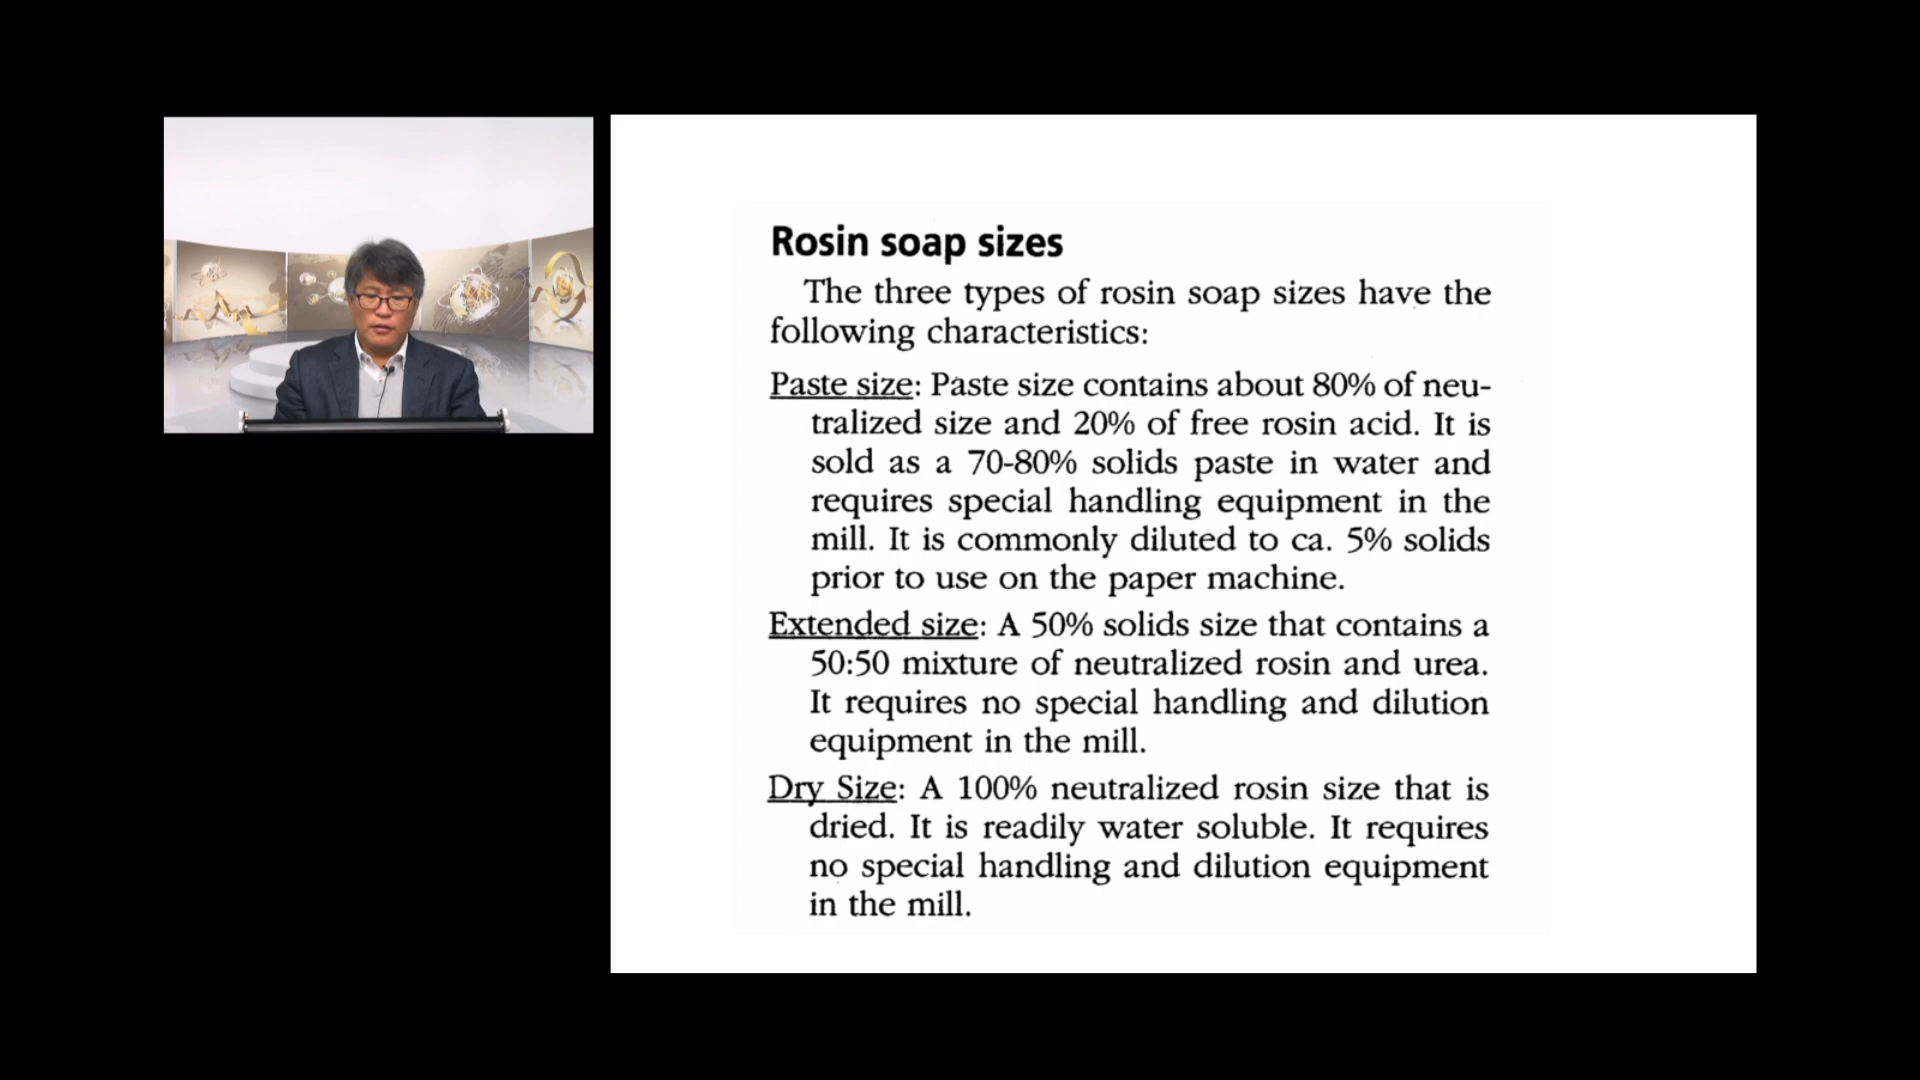 Rosin soap sizes
The three types of rosin soap sizes have the
following characteristics:
Paste size: Paste size contains about 80% of neu-
tralized size and 20% of free rosin acid. It is
sold as a 70-80% solids paste in water and
requires special handling equipment in the
mill. It is commonly diluted to ca. 5% solids
prior to use on the paper machine.
Extended size: A 50% solids size that contains a
50:50 mixture of neutralized rosin and urea.
It requires no special handling and dilution
equipment in the mill.
Dry Size: A 100% neutralized rosin size that is
dried. It is readily water soluble. It requires
no special handling and dilution equipment
in the mill.